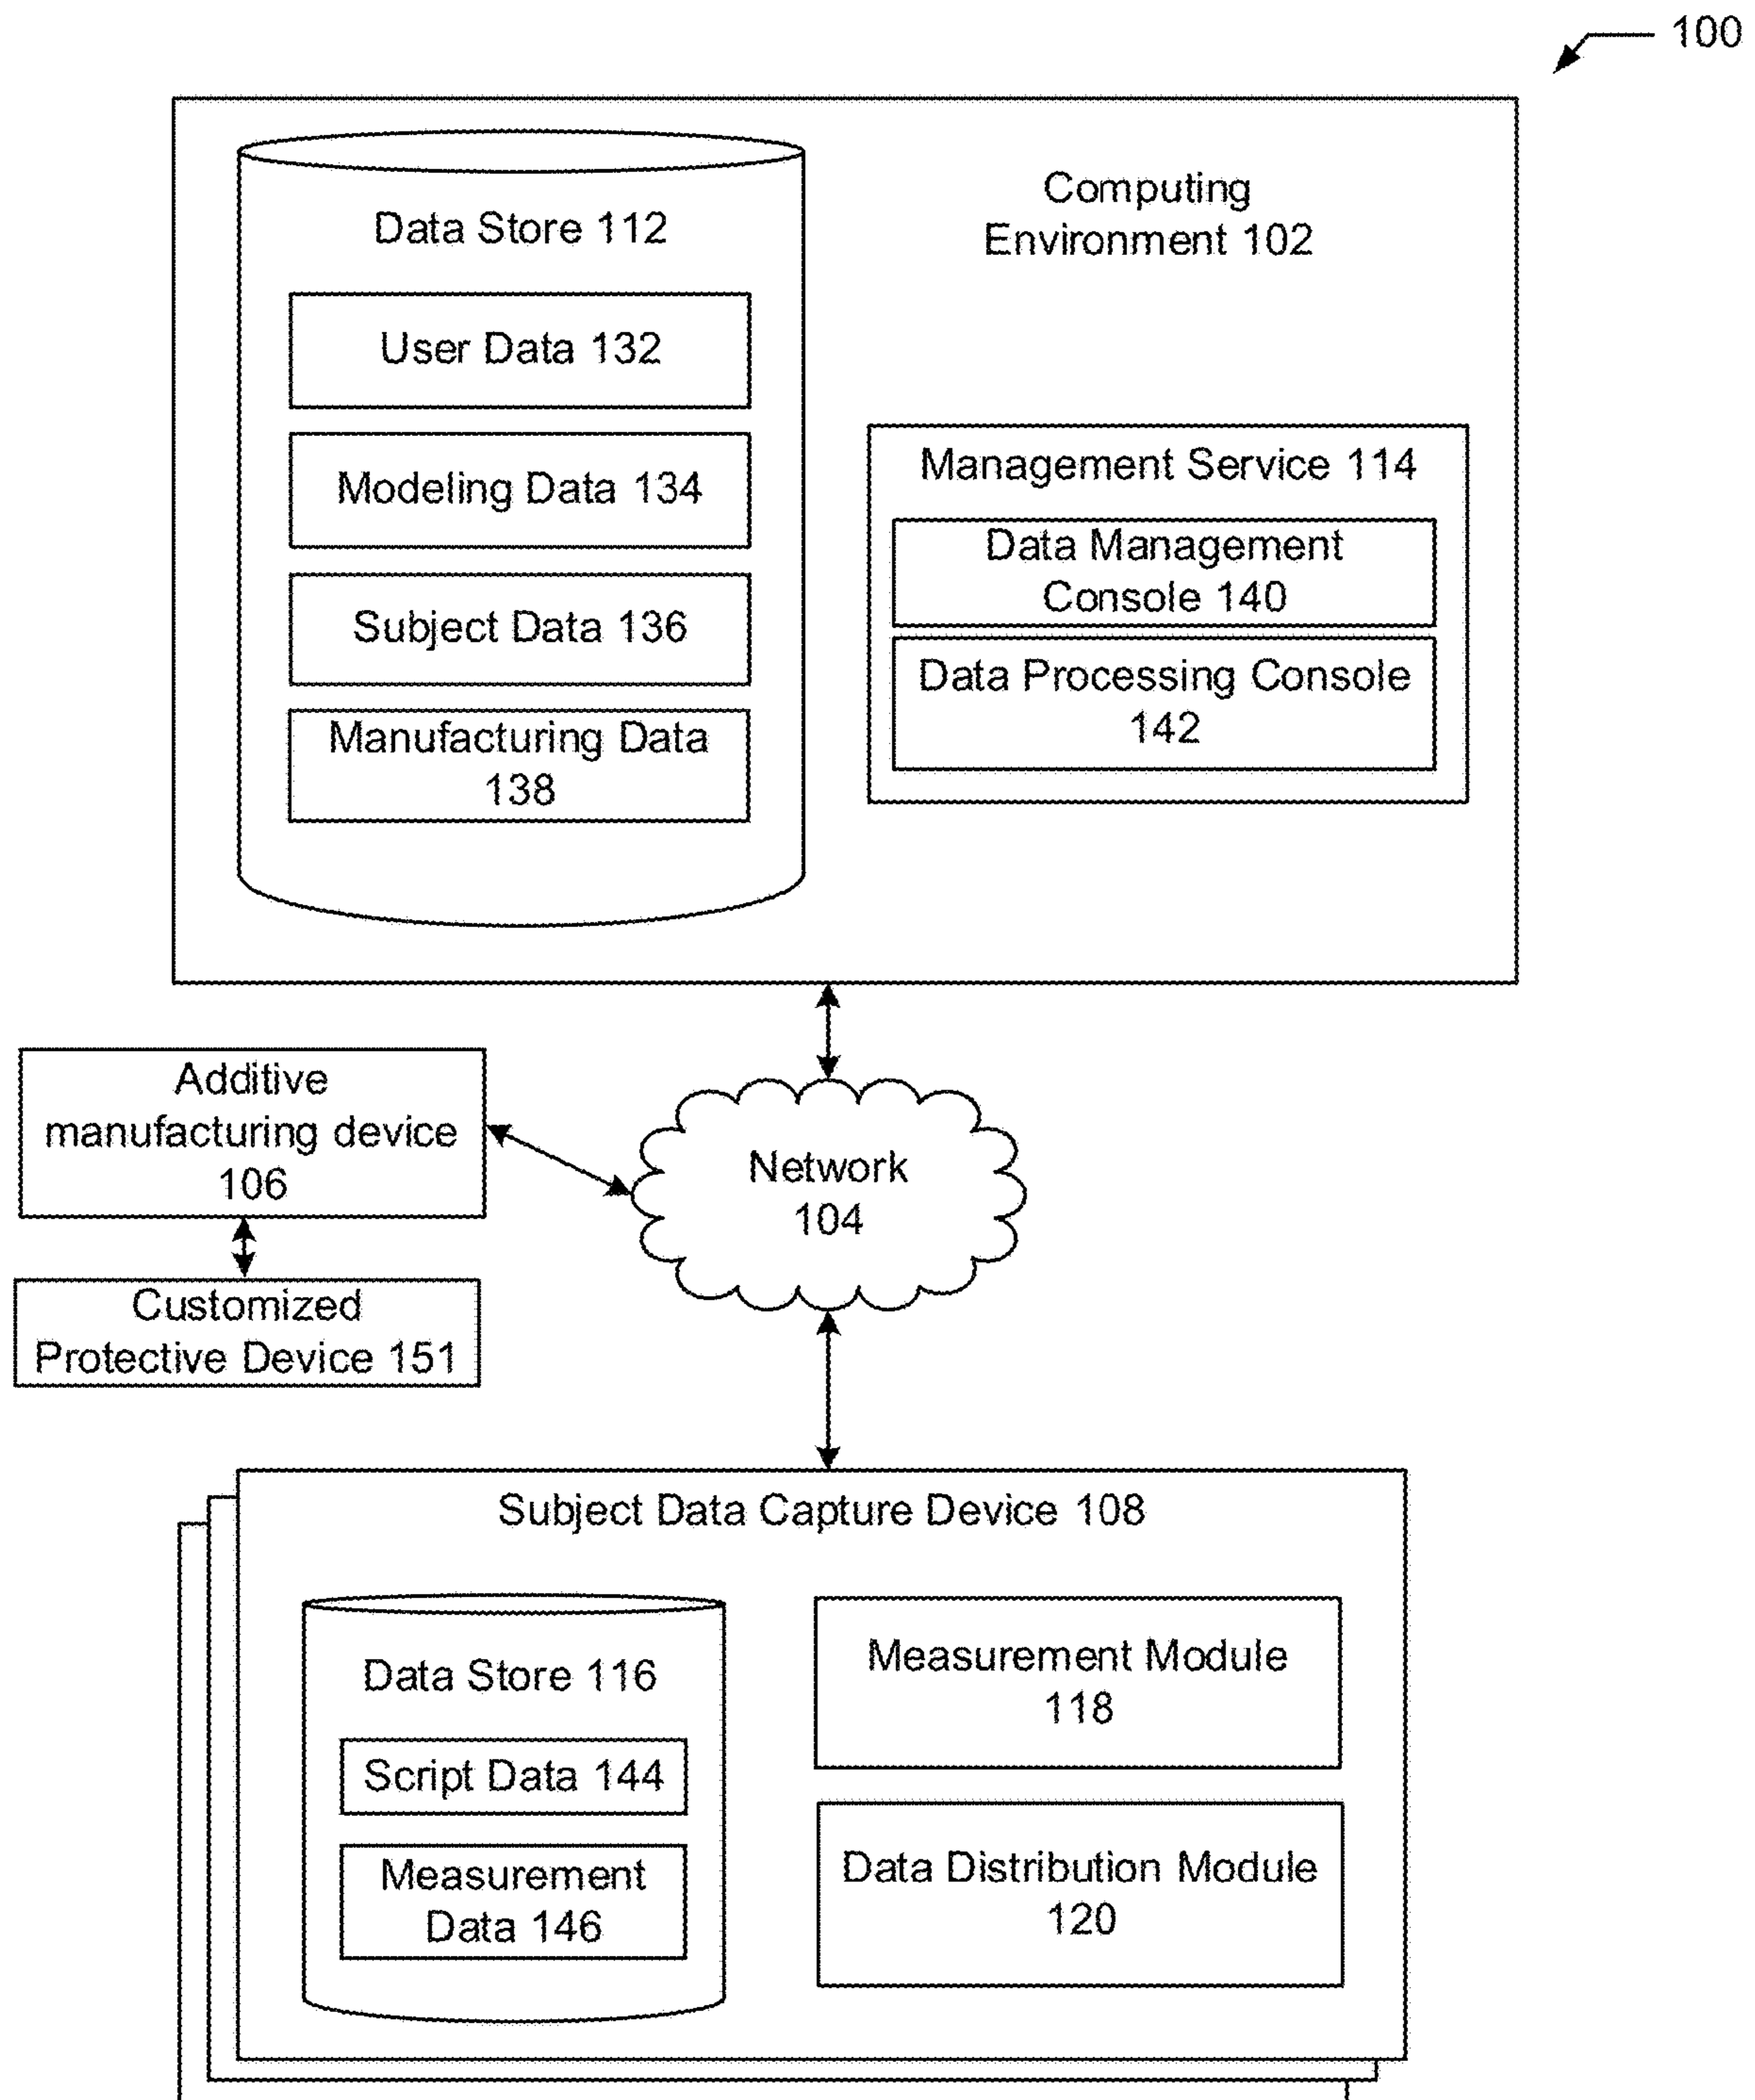 100
Computing
Environment 102
Data Store 112
User Data 132
Modeling Data 134
Subject Data 136
Manufacturing Data
138
Management Service 114
Data Management
Console 140
Data Processing Console
142
Additive
manufacturing device
106
Customized
Protective Device 151
Network
104
Subject Data Capture Device 108
Data Store 116
Script Data 144
Measurement
Data 146
Measurement Module
118
Data Distribution Module
120